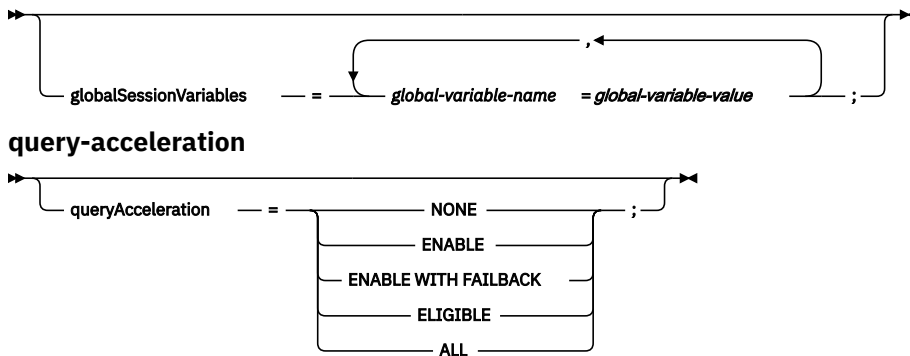 ,
globalSessionVariables = global-variable-name = global-variable-value ;
query-acceleration
queryAcceleration = NONE ;
ENABLE
ENABLE WITH FAILBACK
ELIGIBLE
ALL